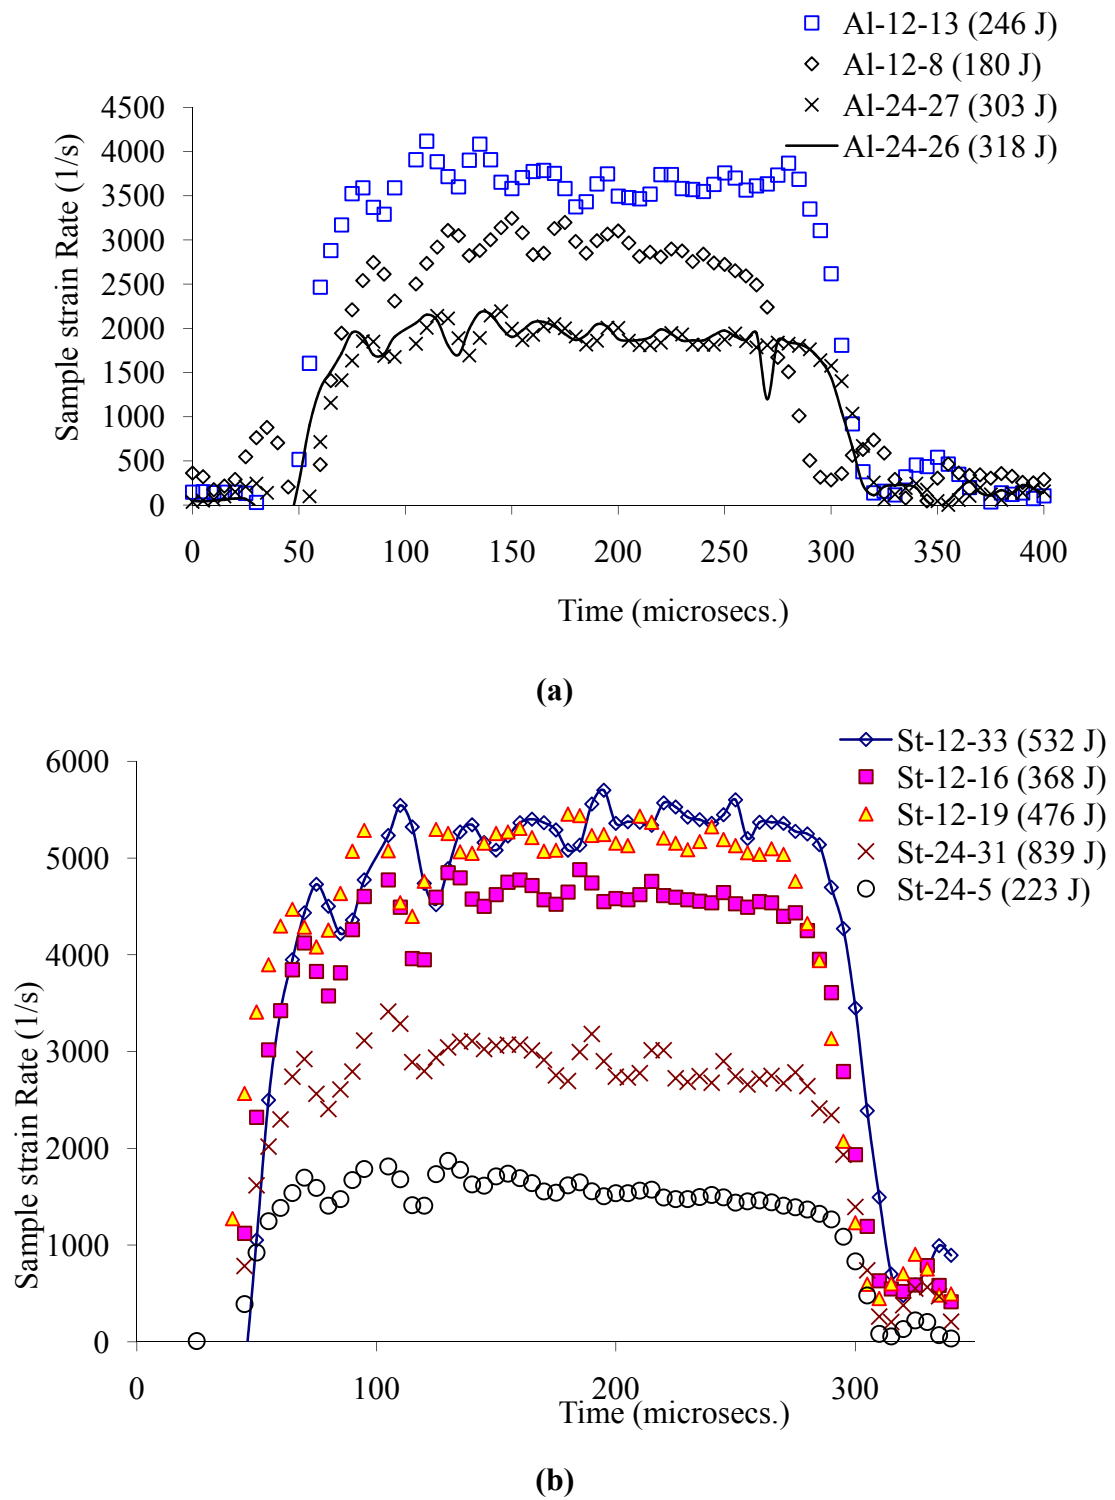 Al-12-13 (246 J)
Al-12-8 (180 J)
Al-24-27 (303 J)
Al-24-26 (318 J)
Sample strain Rate (1/s)
4500
4000
3500
3000
2500
2000
1500
1000
500
0
0 50 100 150 200 250 300 350 400
Time (microsecs.)
(a)
St-12-33 (532 J)
St-12-16 (368 J)
St-12-19 (476 J)
St-24-31 (839 J)
St-24-5 (223 J)
Sample strain Rate (1/s)
6000
5000
4000
3000
2000
1000
0
0 100 200 300
Time (microsecs.)
(b)